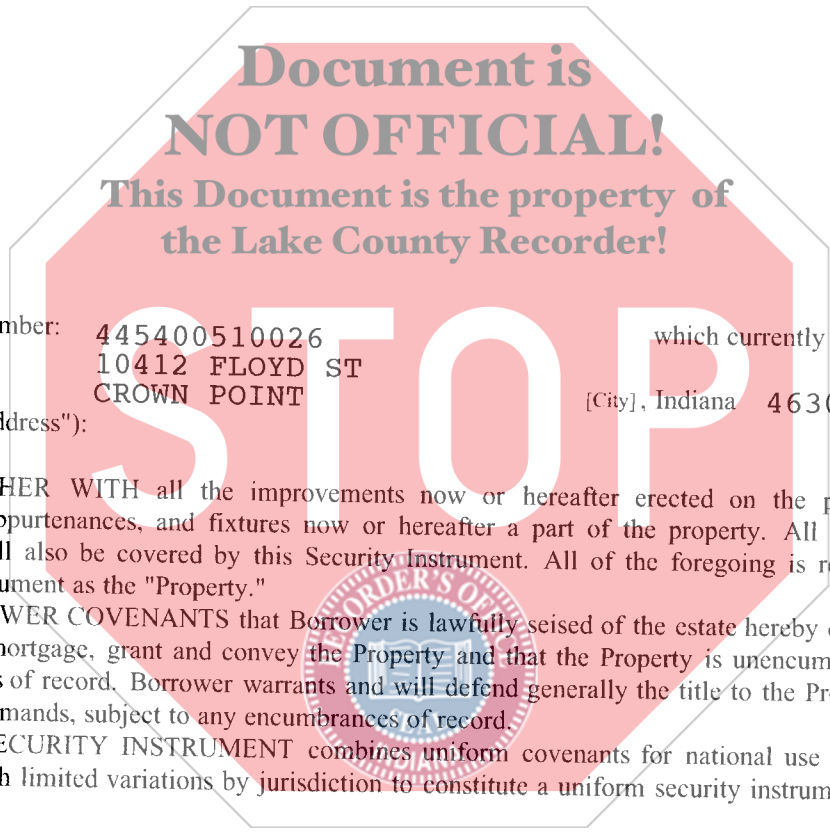 Document is
NOT OFFICIAL!
This Document is the property of
the Lake County Recorder!
STOP
mber: 445400510026 which currently
10412 FLOYD ST
CROWN POINT [City], Indiana 4630
ddress"):
HER WITH all the improvements now or hereafter erected on the p
ppurtenances, and fixtures now or hereafter a part of the property. All
ll also be covered by this Security Instrument. All of the foregoing is re
ument as the "Property."
WER COVENANTS that Borrower is lawfully seised of the estate hereby c
nortgage, grant and convey the Property and that the Property is unencum
s of record. Borrower warrants and will defend generally the title to the Pr
mands, subject to any encumbrances of record.
ECURITY INSTRUMENT combines uniform covenants for national use
h limited variations by jurisdiction to constitute a uniform security instrum
RECORDER'S OF